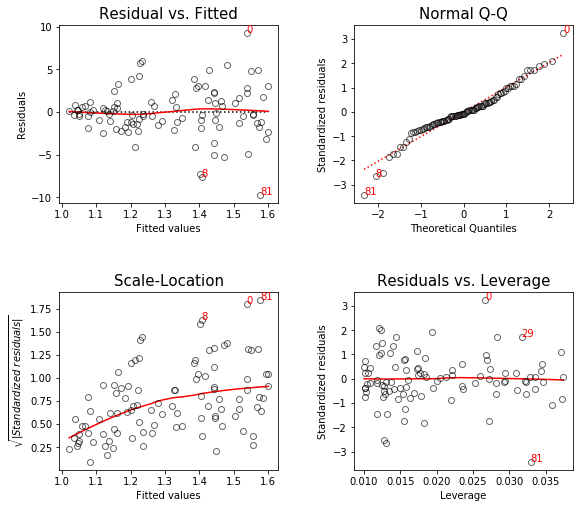 Residual vs. Fitted
10
5
0
−5
−10
Residuals
0
8
81
1.0 1.1 1.2 1.3 1.4 1.5 1.6
Fitted values
Normal Q-Q
3
2
1
0
−1
−2
−3
Standardized residuals
0
8
81
−2 −1 0 1 2
Theoretical Quantiles
Scale-Location
1.75
1.50
1.25
1.00
0.75
0.50
0.25
√|Standardized residuals|
0
81
8
1.0 1.1 1.2 1.3 1.4 1.5 1.6
Fitted values
Residuals vs. Leverage
3
2
1
0
−1
−2
−3
Standardized residuals
0
29
81
0.010 0.015 0.020 0.025 0.030 0.035
Leverage